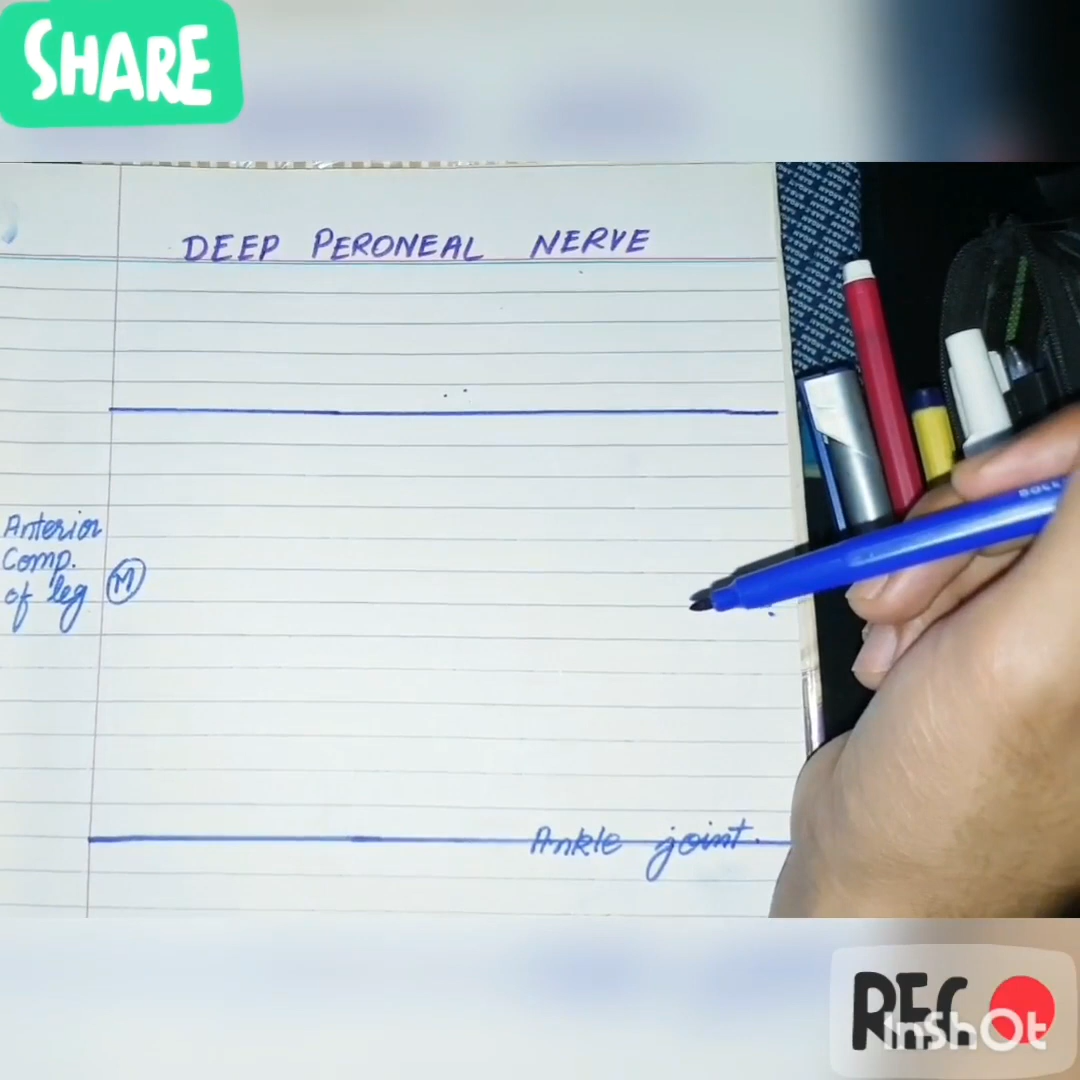 SHARE
DEEP PERONEAL NERVE
Anterior
Comp.
of leg M
Ankle joint.
REC
InShOt